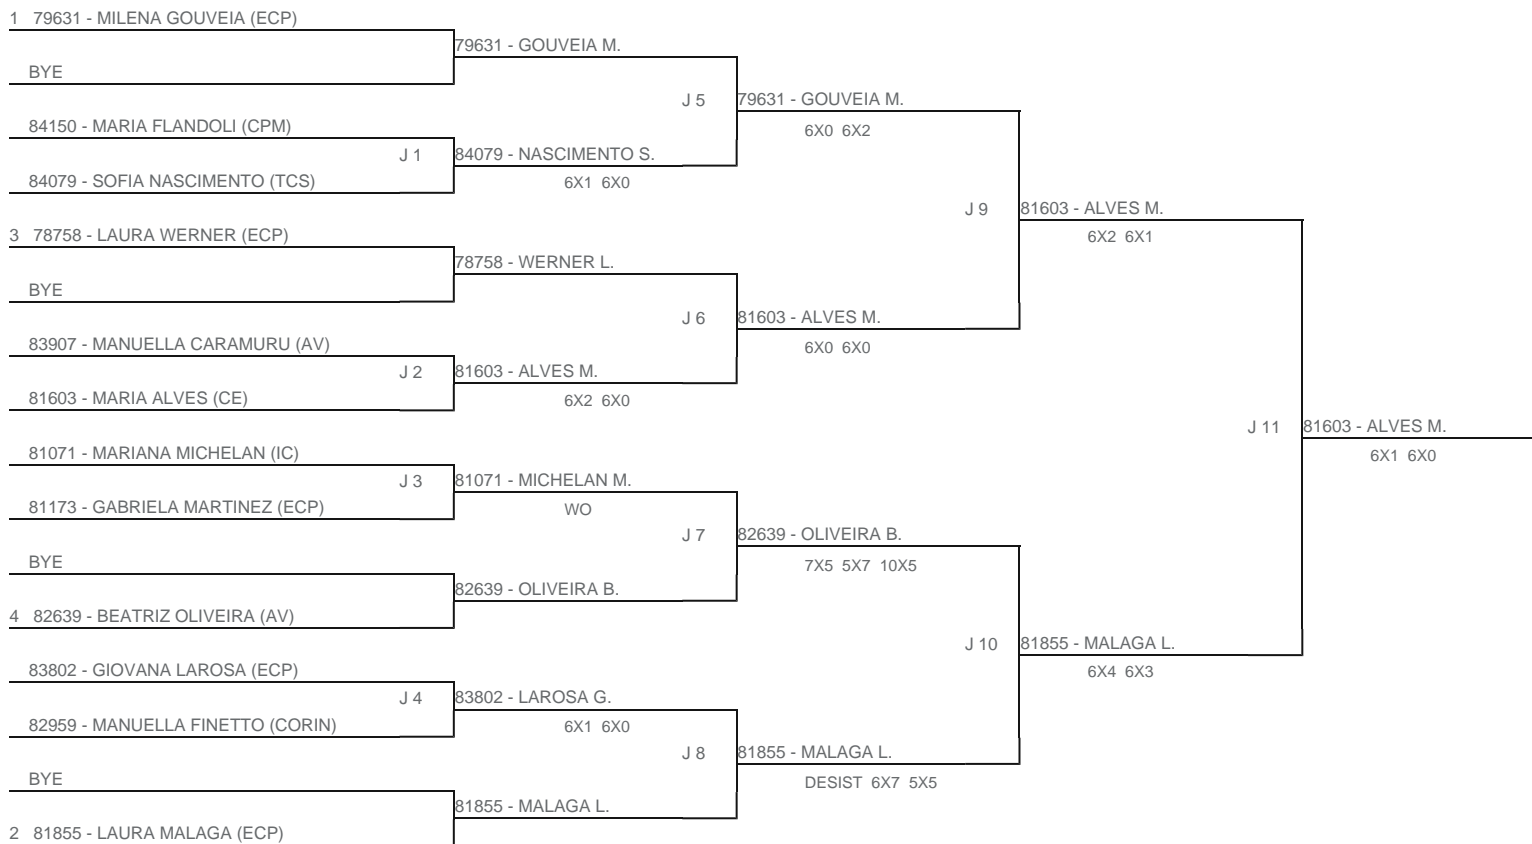 1 79631 - MILENA GOUVEIA (ECP)
79631 - GOUVEIA M.
BYE
J 5 79631 - GOUVEIA M.
6X0 6X2
84150 - MARIA FLANDOLI (CPM)
J 1 84079 - NASCIMENTO S.
6X1 6X0
84079 - SOFIA NASCIMENTO (TCS)
J 9 81603 - ALVES M.
6X2 6X1
3 78758 - LAURA WERNER (ECP)
78758 - WERNER L.
BYE
J 6 81603 - ALVES M.
6X0 6X0
83907 - MANUELLA CARAMURU (AV)
J 2 81603 - ALVES M.
6X2 6X0
81603 - MARIA ALVES (CE)
J 11 81603 - ALVES M.
6X1 6X0
81071 - MARIANA MICHELAN (IC)
J 3 81071 - MICHELAN M.
WO
81173 - GABRIELA MARTINEZ (ECP)
J 7 82639 - OLIVEIRA B.
7X5 5X7 10X5
BYE
82639 - OLIVEIRA B.
4 82639 - BEATRIZ OLIVEIRA (AV)
J 10 81855 - MALAGA L.
6X4 6X3
83802 - GIOVANA LAROSA (ECP)
J 4 83802 - LAROSA G.
6X1 6X0
82959 - MANUELLA FINETTO (CORIN)
J 8 81855 - MALAGA L.
DESIST 6X7 5X5
BYE
81855 - MALAGA L.
2 81855 - LAURA MALAGA (ECP)